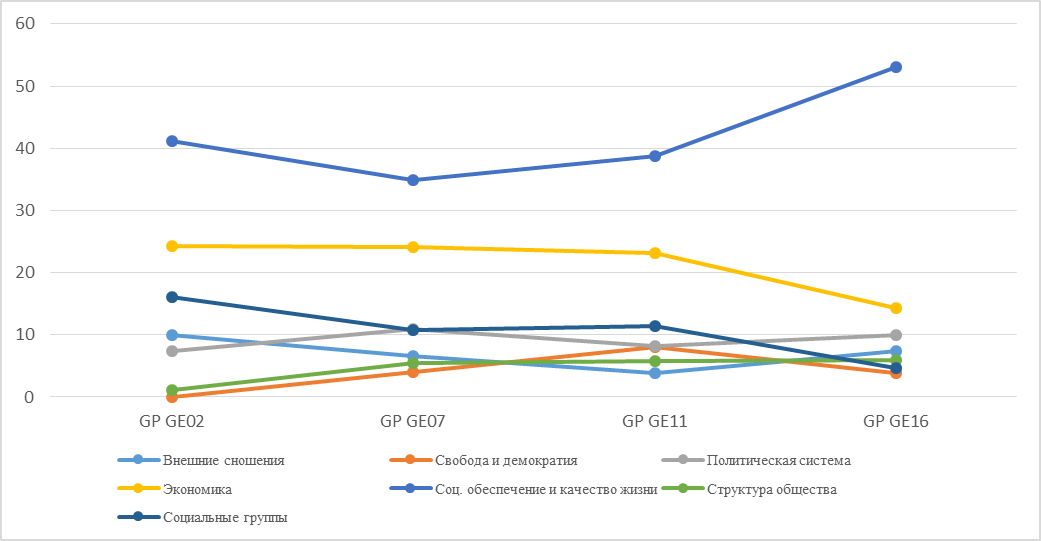 60
50
40
30
20
10
0
GP GE02 GP GE07 GP GE11 GP GE16
Внешние сношения Свобода и демократия Политическая система
Экономика Соц. обеспечение и качество жизни Структура общества
Социальные группы